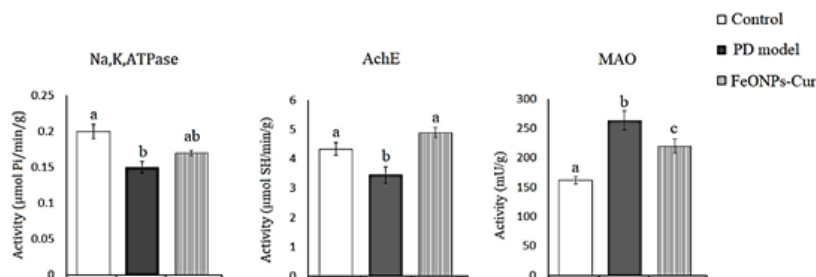 Control
PD model
FeONPs-Cur
Na,K,ATPase
Activity (μmol Pi/min/g)
0.25
0.2
0.15
0.1
0.05
0
a
b
ab
AchE
Activity (μmol SH/min/g)
6
5
4
3
2
1
0
a
b
a
MAO
Activity (mU/g)
300
250
200
150
100
50
0
a
b
c